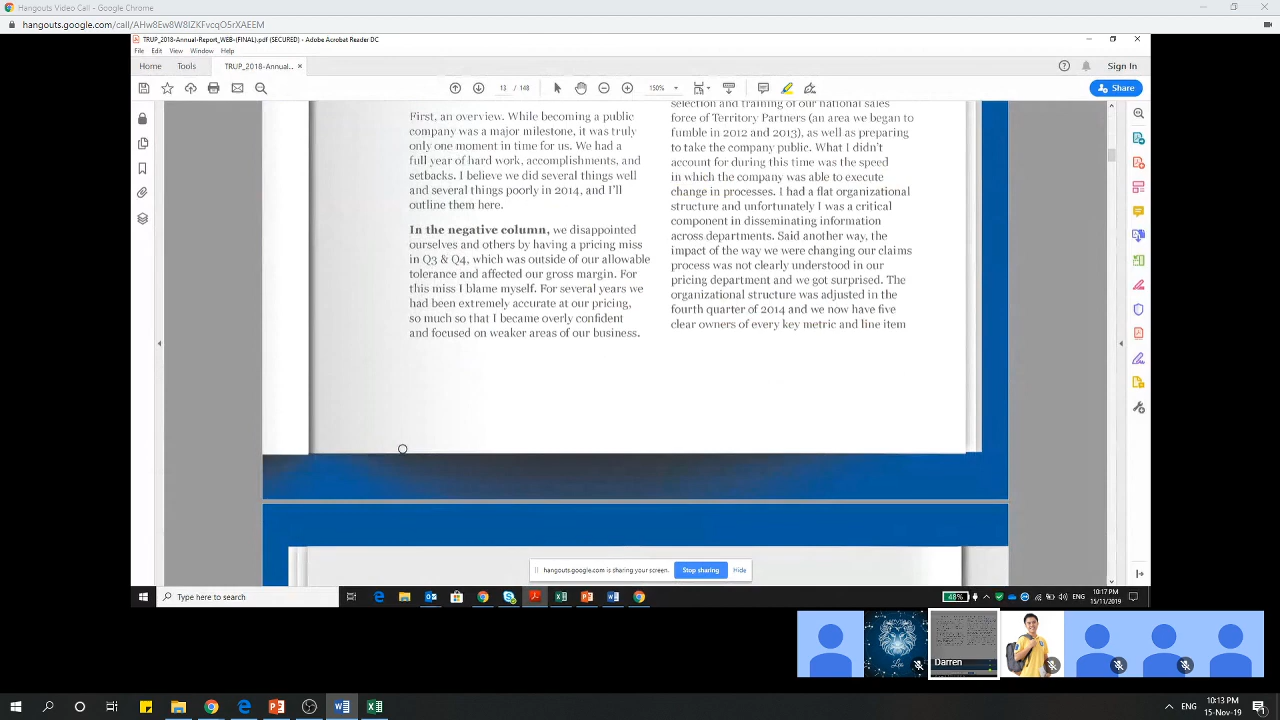 Hangouts Video Call - Google Chrome
hangouts.google.com/call/AHw8Ew8W8IZKFvcqO5rXAEEM
TRUP_2018-Annual-Report_WEB-(FINAL).pdf (SECURED) - Adobe Acrobat Reader DC
File Edit View Window Help
Home Tools TRUP_2018-Annual... × Sign In
13 / 148 150% Share
First, an overview. While becoming a public
company was a major milestone, it was truly
only one moment in time for us. We had a
full year of hard work, accomplishments, and
setbacks. I believe we did several things well
and several things poorly in 2014, and I'll
outline them here.
In the negative column, we disappointed
ourselves and others by having a pricing miss
in Q3 & Q4, which was outside of our allowable
tolerance and affected our gross margin. For
this miss I blame myself. For several years we
had been extremely accurate at our pricing,
so much so that I became overly confident
and focused on weaker areas of our business.
selection and training of our national sales
force of Territory Partners (an area we began to
fumble in 2012 and 2013), as well as preparing
to take the company public. What I didn't
account for during this time was the speed
in which the company was able to execute
change in processes. I had a flat organizational
structure and unfortunately I was a critical
component in disseminating information
across departments. Said another way, the
impact of the way we were changing our claims
process was not clearly understood in our
pricing department and we got surprised. The
organizational structure was adjusted in the
fourth quarter of 2014 and we now have five
clear owners of every key metric and line item
hangouts.google.com is sharing your screen. Stop sharing Hide
Type here to search
48% ENG 10:17 PM
15/11/2019
Leo
Darren
ENG 10:13 PM
15-Nov-19